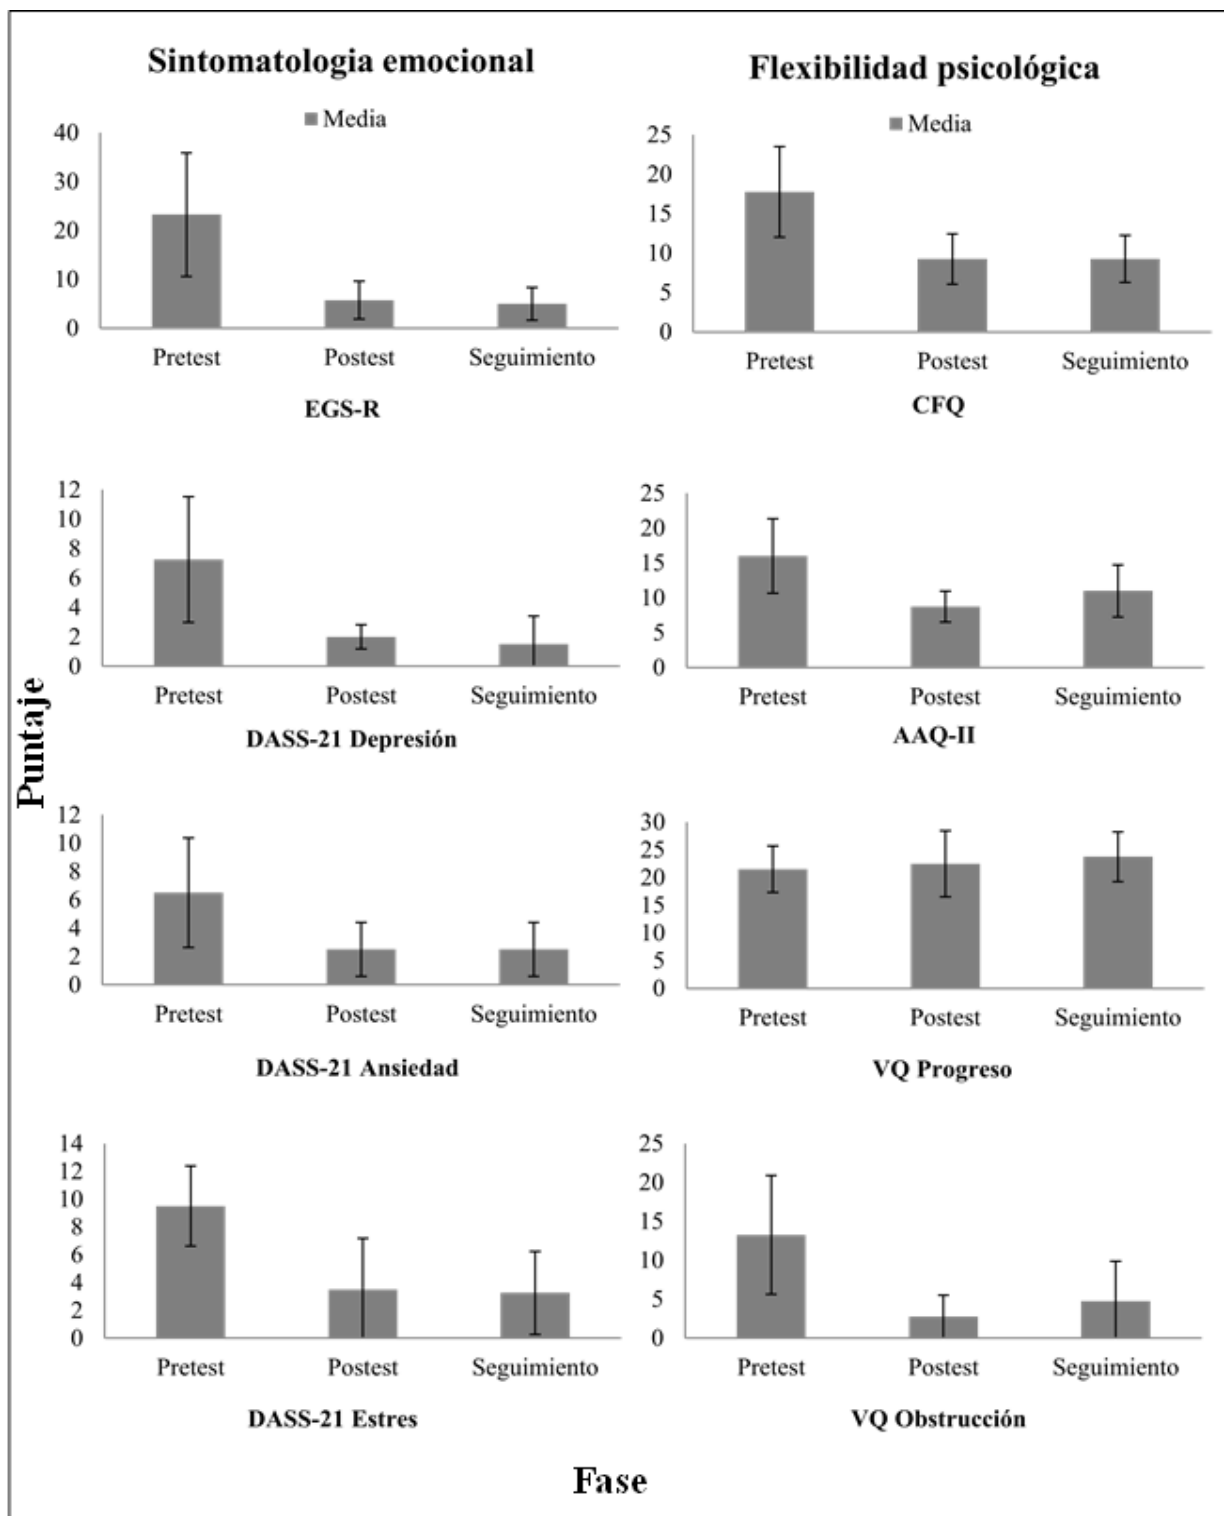 Sintomatologia emocional
Flexibilidad psicológica
Puntaje
Media
40
30
20
10
0
Pretest Postest Seguimiento
EGS-R
Media
25
20
15
10
5
0
Pretest Postest Seguimiento
CFQ
12
10
8
6
4
2
0
Pretest Postest Seguimiento
DASS-21 Depresión
25
20
15
10
5
0
Pretest Postest Seguimiento
AAQ-II
12
10
8
6
4
2
0
Pretest Postest Seguimiento
DASS-21 Ansiedad
30
25
20
15
10
5
0
Pretest Postest Seguimiento
VQ Progreso
14
12
10
8
6
4
2
0
Pretest Postest Seguimiento
DASS-21 Estres
25
20
15
10
5
0
Pretest Postest Seguimiento
VQ Obstrucción
Fase